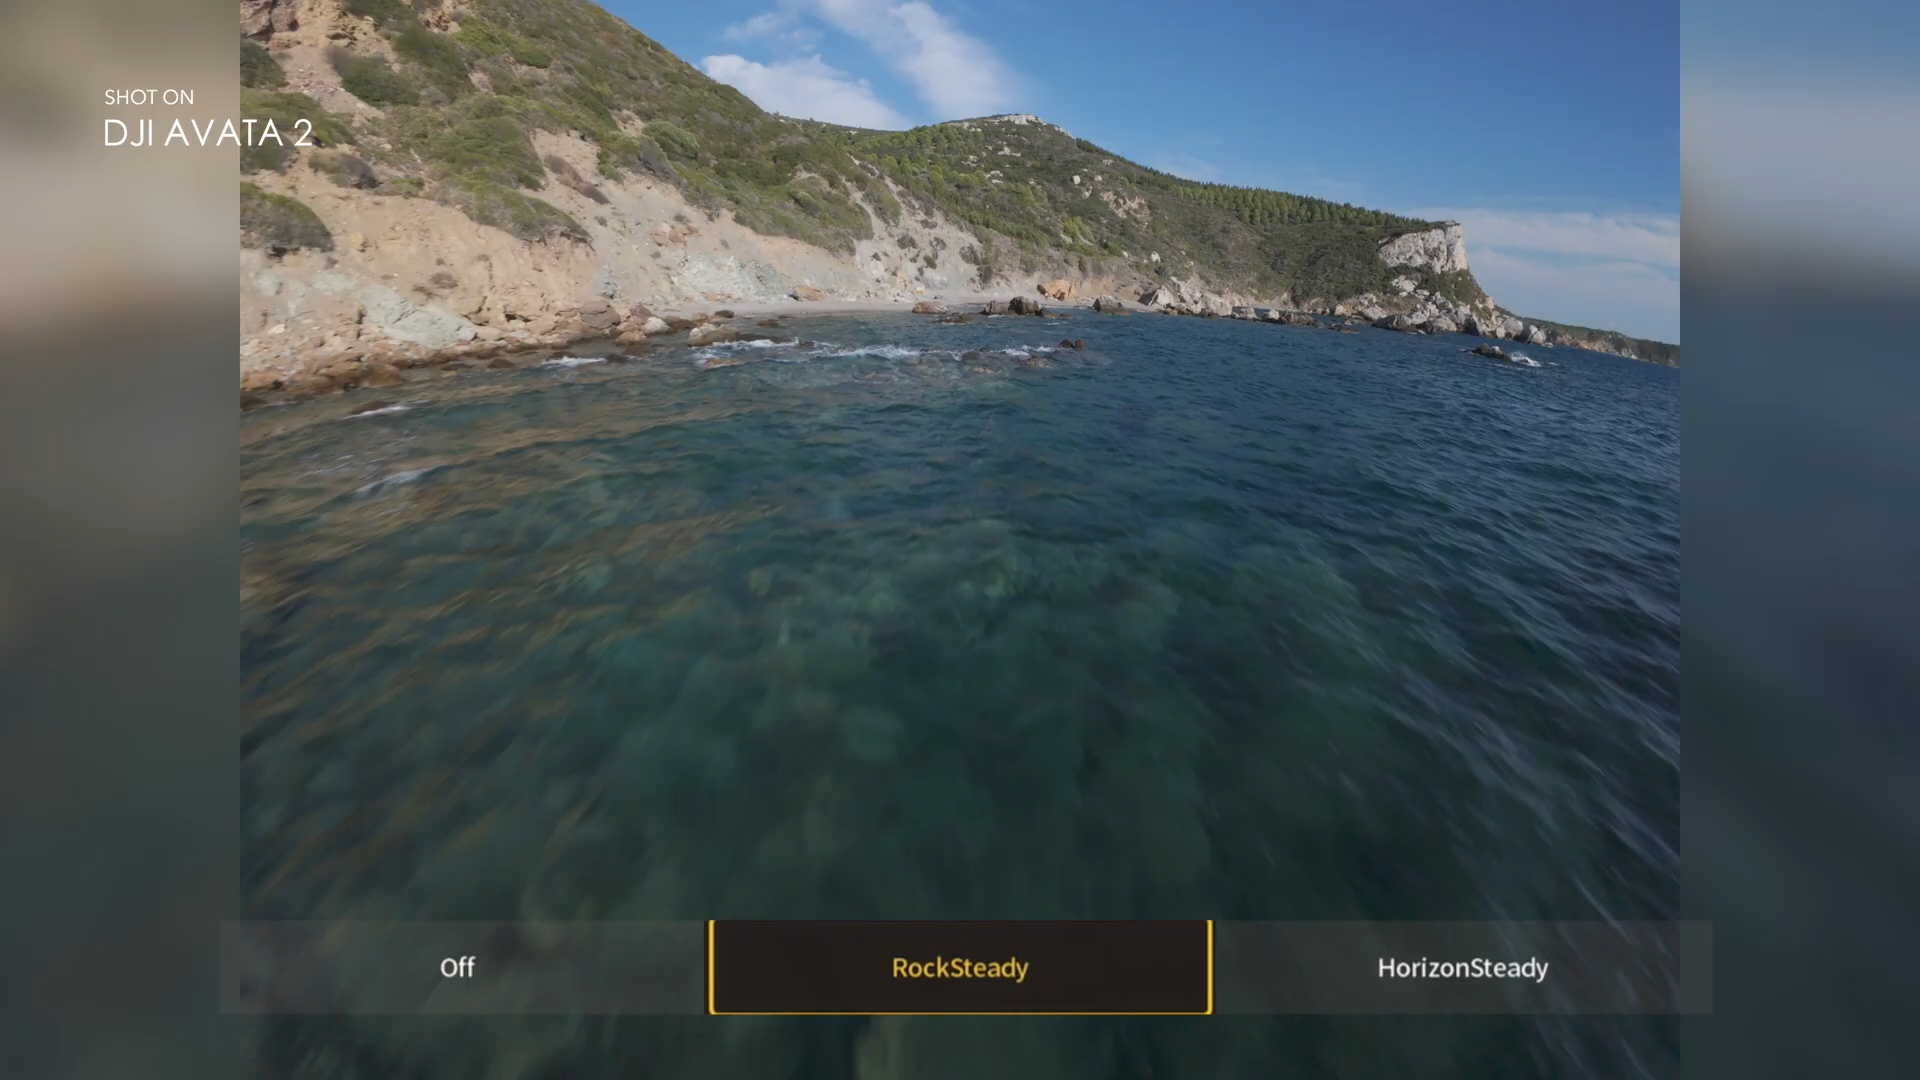 SHOT ON
DJI AVATA 2
Off
RockSteady
HorizonSteady